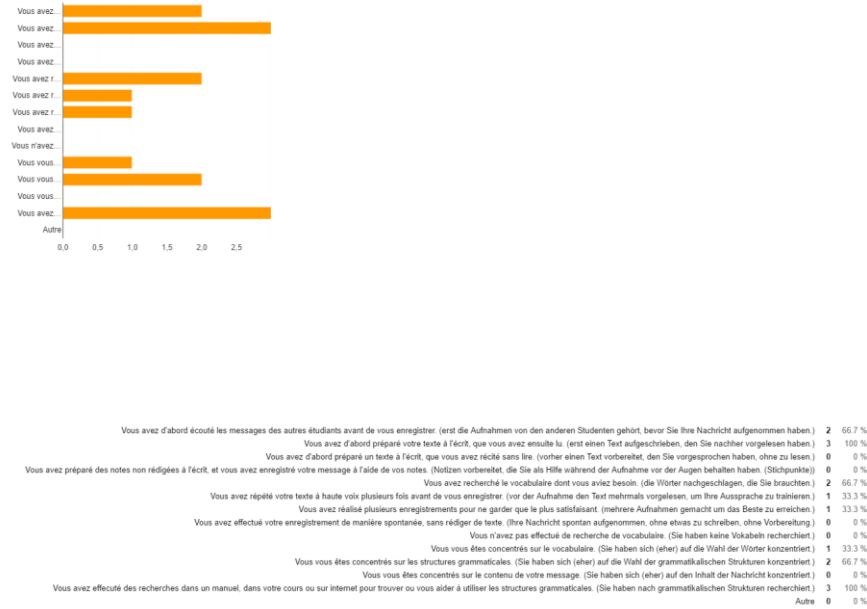 Vous avez...
Vous avez...
Vous avez...
Vous avez...
Vous avez r...
Vous avez r...
Vous avez r...
Vous avez...
Vous n'avez...
Vous vous...
Vous vous...
Vous vous...
Vous avez...
Autre
0,0 0,5 1,0 1,5 2,0 2,5
Vous avez d'abord écouté les messages des autres étudiants avant de vous enregistrer. (erst die Aufnahmen von den anderen Studenten gehört, bevor Sie Ihre Nachricht aufgenommen haben.) 2 66.7 %
Vous avez d'abord préparé votre texte à l'écrit, que vous avez ensuite lu. (erst einen Text aufgeschrieben, den Sie nachher vorgelesen haben.) 3 100 %
Vous avez d'abord préparé un texte à l'écrit, que vous avez récité sans lire. (vorher einen Text vorbereitet, den Sie vorgesprochen haben, ohne zu lesen.) 0 0 %
Vous avez préparé des notes non rédigées à l'écrit, et vous avez enregistré votre message à l'aide de vos notes. (Notizen vorbereitet, die Sie als Hilfe während der Aufnahme vor der Augen behalten haben. (Stichpunkte)) 0 0 %
Vous avez recherché le vocabulaire dont vous aviez besoin. (die Wörter nachgeschlagen, die Sie brauchten.) 2 66.7 %
Vous avez répété votre texte à haute voix plusieurs fois avant de vous enregistrer. (vor der Aufnahme den Text mehrmals vorgelesen, um Ihre Aussprache zu trainieren.) 1 33.3 %
Vous avez réalisé plusieurs enregistrements pour ne garder que le plus satisfaisant. (mehrere Aufnahmen gemacht um das Beste zu erreichen.) 1 33.3 %
Vous avez effectué votre enregistrement de manière spontanée, sans rédiger de texte. (Ihre Nachricht spontan aufgenommen, ohne etwas zu schreiben, ohne Vorbereitung.) 0 0 %
Vous n'avez pas effectué de recherche de vocabulaire. (Sie haben keine Vokabeln recherchiert.) 0 0 %
Vous vous êtes concentrés sur le vocabulaire. (Sie haben sich (eher) auf die Wahl der Wörter konzentriert.) 1 33.3 %
Vous vous êtes concentrés sur les structures grammaticales. (Sie haben sich (eher) auf die Wahl der grammatikalischen Strukturen konzentriert.) 2 66.7 %
Vous vous êtes concentrés sur le contenu de votre message. (Sie haben sich (eher) auf den Inhalt der Nachricht konzentriert.) 0 0 %
Vous avez effecuté des recherches dans un manuel, dans votre cours ou sur internet pour trouver ou vous aider à utiliser les structures grammaticales. (Sie haben nach grammatikalischen Strukturen recherchiert.) 3 100 %
Autre 0 0 %